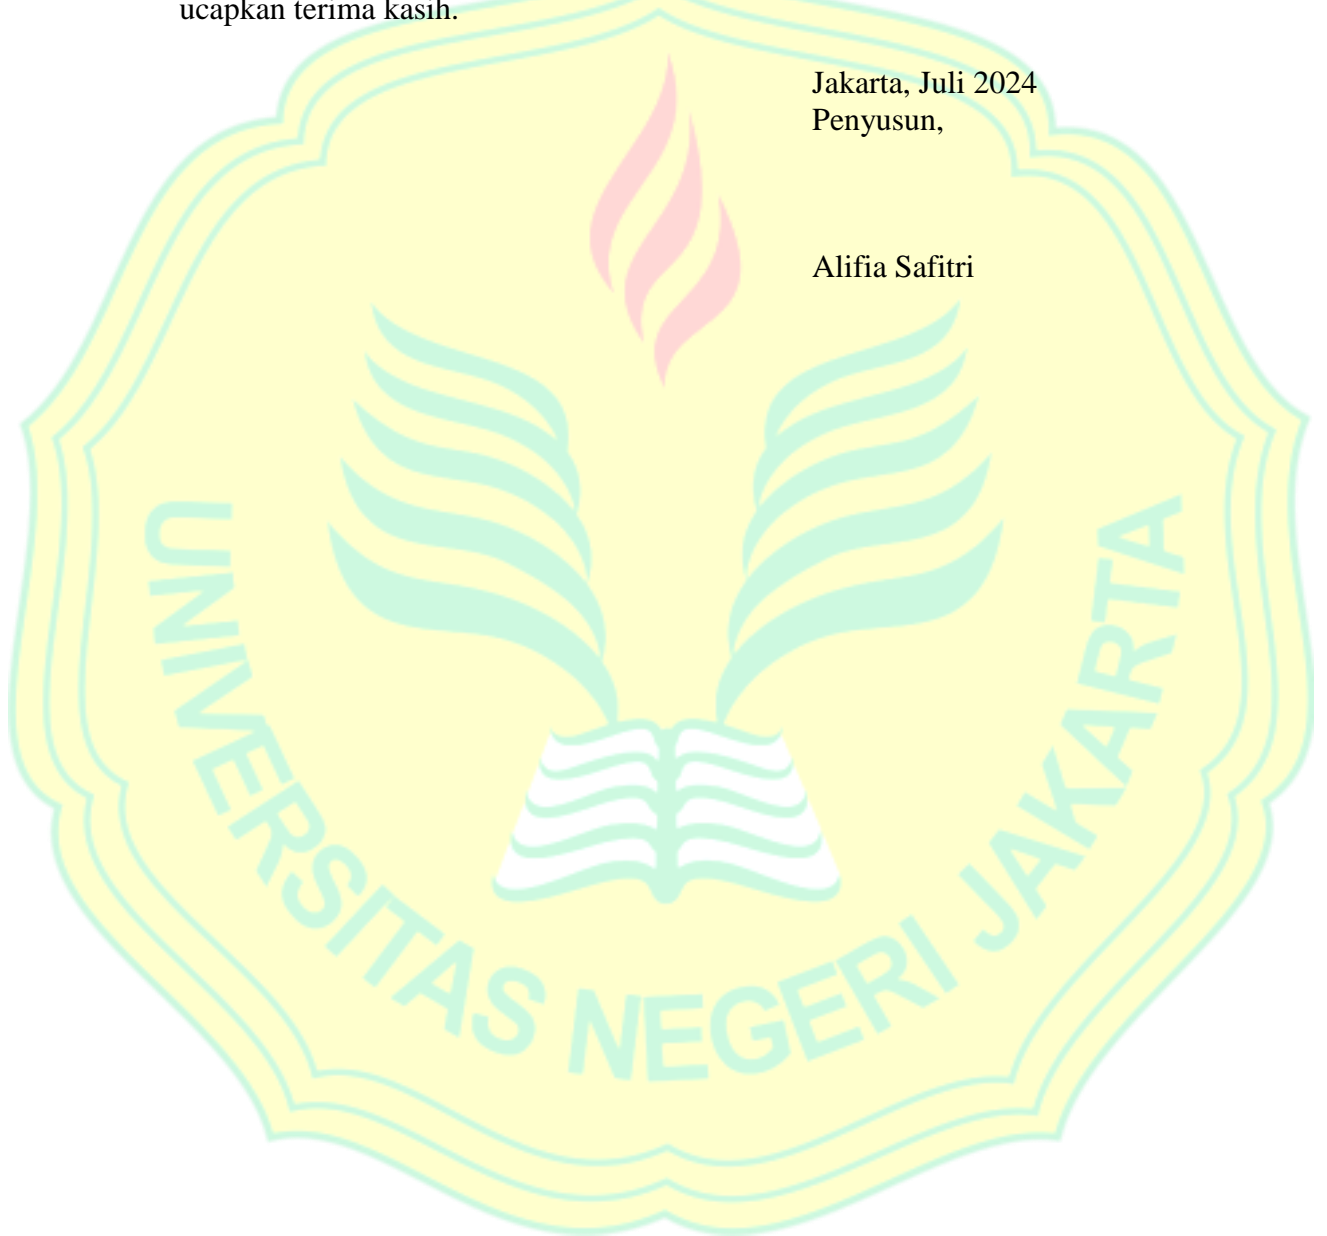 ucapkan terima kasih.
Jakarta, Juli 2024
Penyusun,
Alifia Safitri
UNIVERSITAS NEGERI JAKARTA